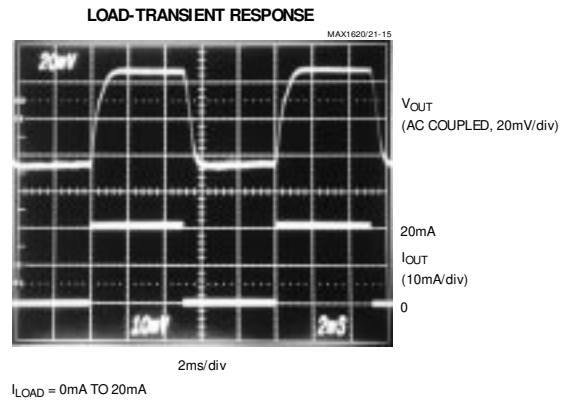 LOAD-TRANSIENT RESPONSE
MAX1620/21-15
20mV
VOUT
(AC COUPLED, 20mV/div)
20mA
IOUT
(10mA/div)
0
10mV
2mS
2ms/div
ILOAD = 0mA TO 20mA